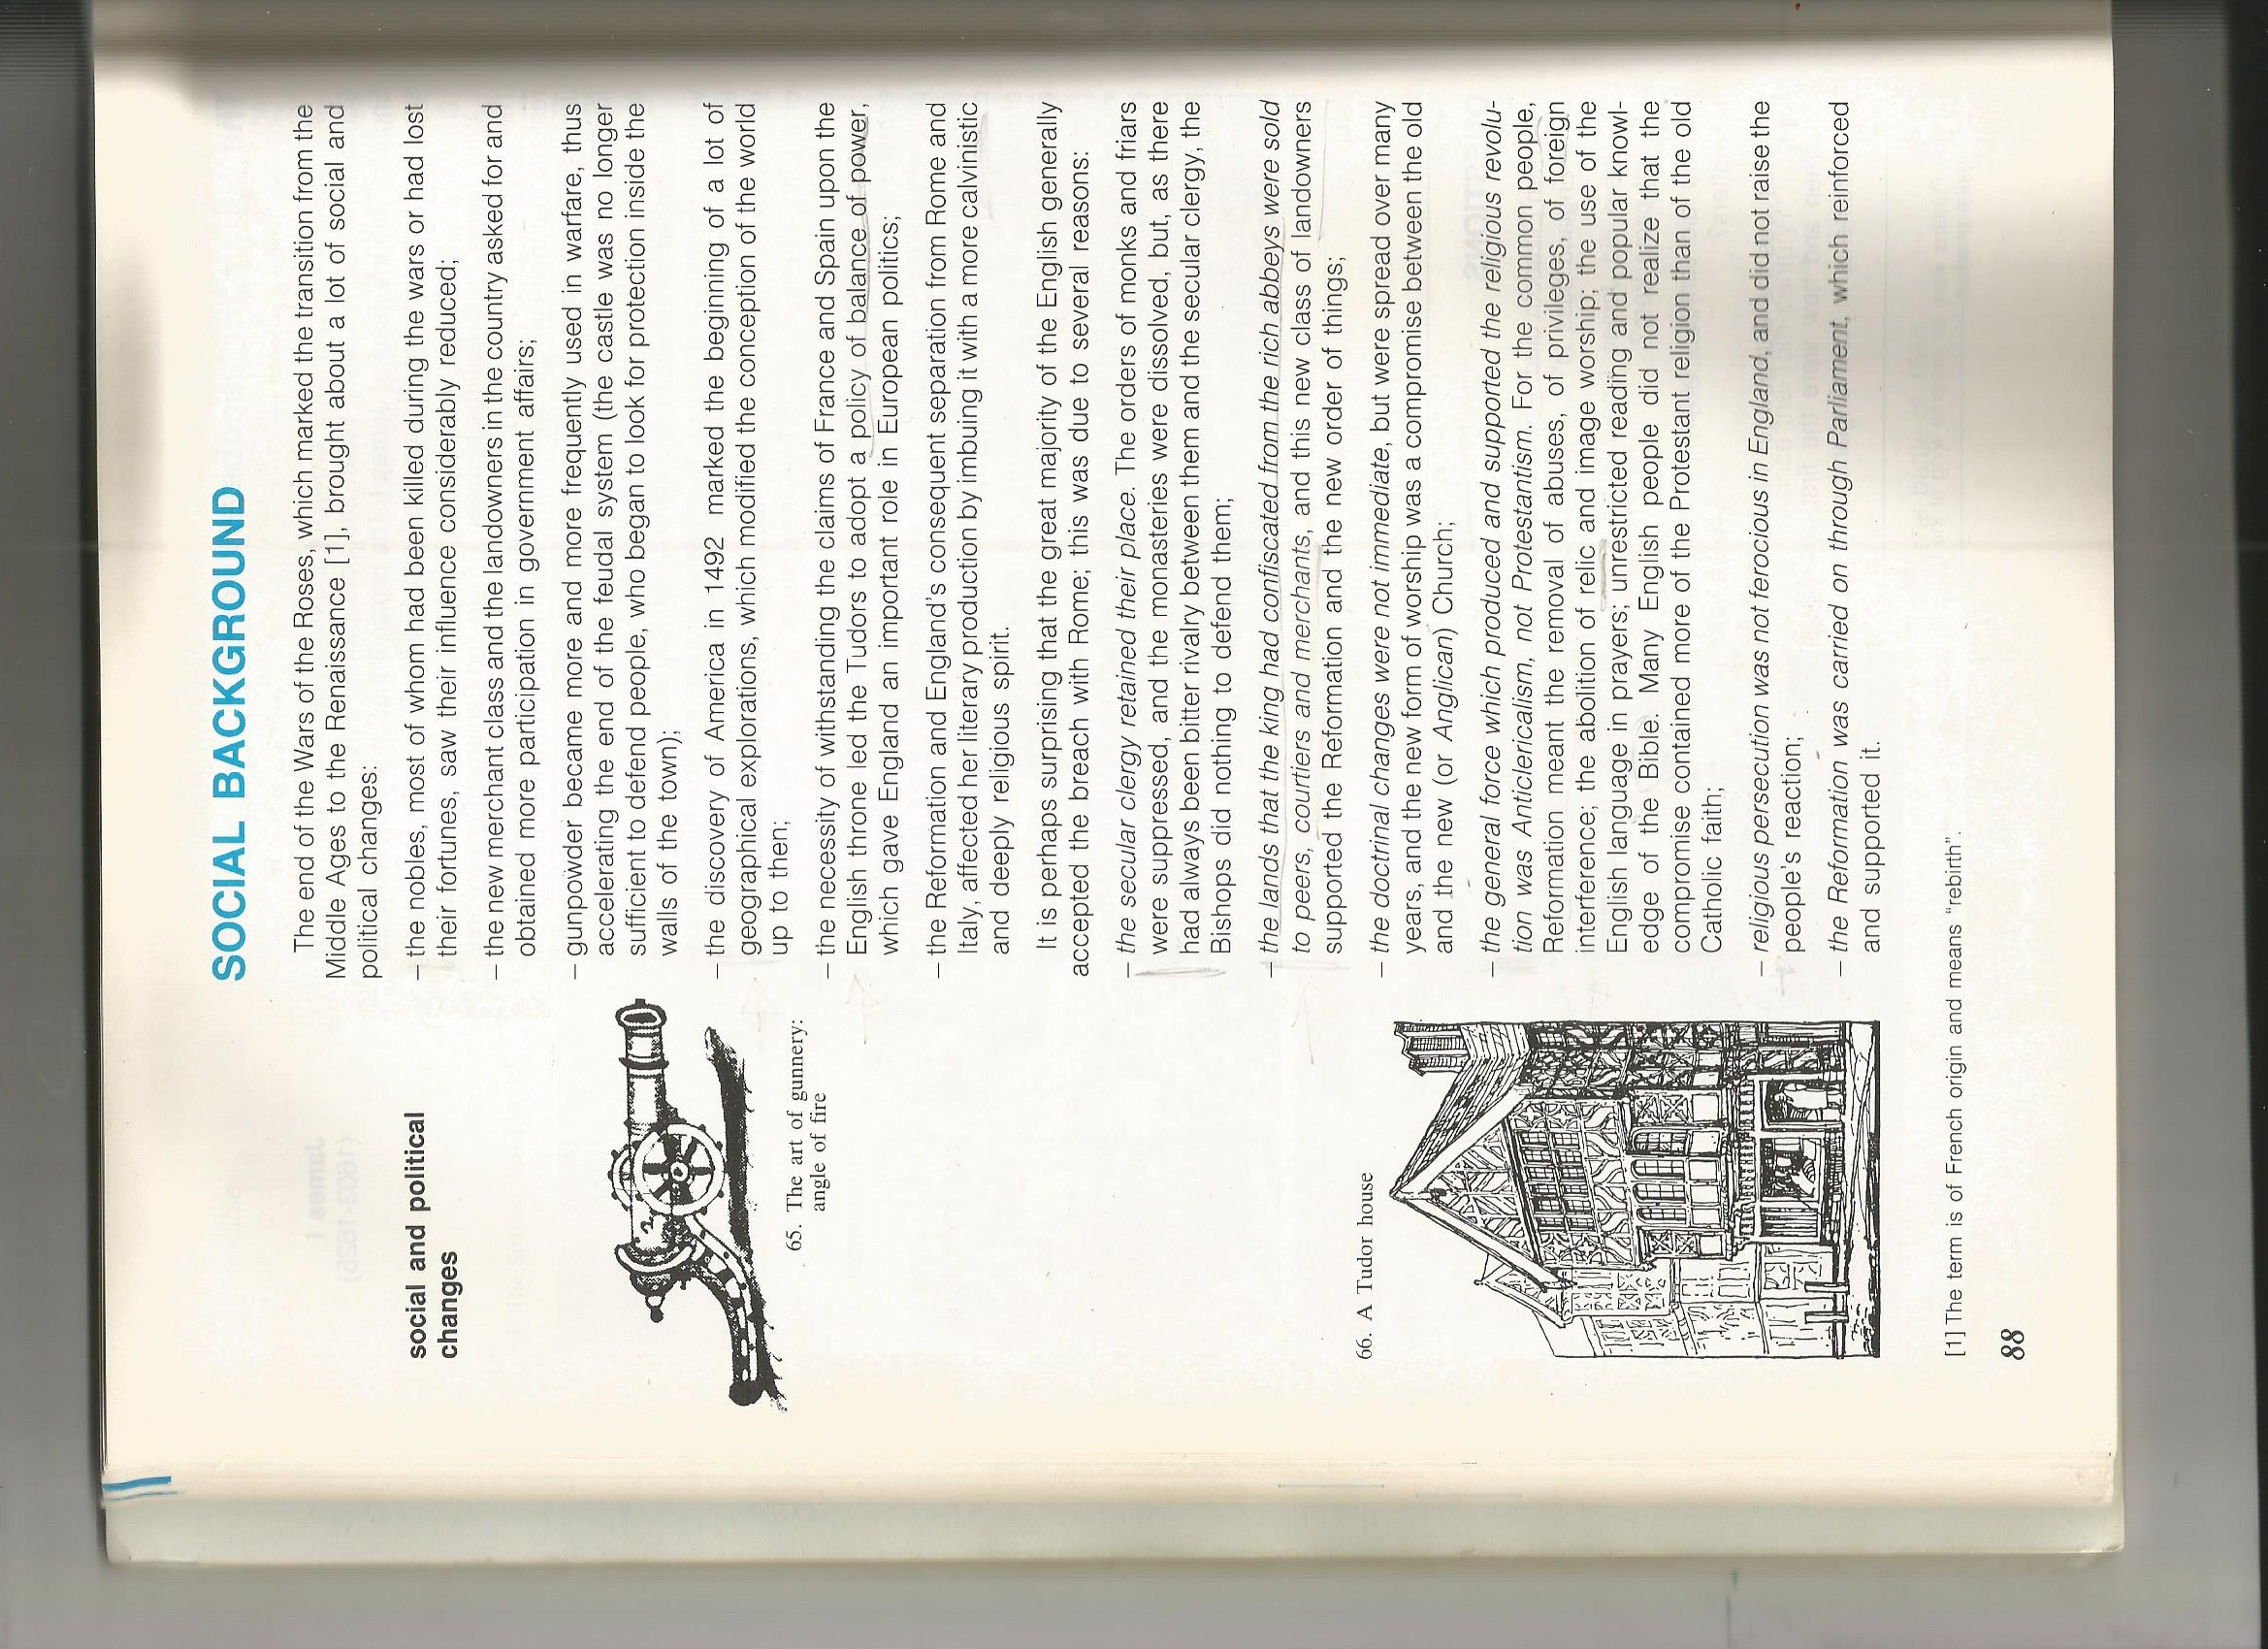 SOCIAL BACKGROUND
The end of the Wars of the Roses, which marked the transition from the
Middle Ages to the Renaissance [1], brought about a lot of social and
political changes:
social and political
changes
– the nobles, most of whom had been killed during the wars or had lost
their fortunes, saw their influence considerably reduced;
– the new merchant class and the landowners in the country asked for and
obtained more participation in government affairs;
– gunpowder became more and more frequently used in warfare, thus
accelerating the end of the feudal system (the castle was no longer
sufficient to defend people, who began to look for protection inside the
walls of the town);
– the discovery of America in 1492 marked the beginning of a lot of
geographical explorations, which modified the conception of the world
up to then;
65. The art of gunnery:
angle of fire
– the necessity of withstanding the claims of France and Spain upon the
English throne led the Tudors to adopt a policy of balance of power,
which gave England an important role in European politics;
– the Reformation and England's consequent separation from Rome and
Italy, affected her literary production by imbuing it with a more calvinistic
and deeply religious spirit.
It is perhaps surprising that the great majority of the English generally
accepted the breach with Rome; this was due to several reasons:
– the secular clergy retained their place. The orders of monks and friars
were suppressed, and the monasteries were dissolved, but, as there
had always been bitter rivalry between them and the secular clergy, the
Bishops did nothing to defend them;
– the lands that the king had confiscated from the rich abbeys were sold
to peers, courtiers and merchants, and this new class of landowners
supported the Reformation and the new order of things;
66. A Tudor house
– the doctrinal changes were not immediate, but were spread over many
years, and the new form of worship was a compromise between the old
and the new (or Anglican) Church;
– the general force which produced and supported the religious revolu-
tion was Anticlericalism, not Protestantism. For the common people,
Reformation meant the removal of abuses, of privileges, of foreign
interference; the abolition of relic and image worship; the use of the
English language in prayers; unrestricted reading and popular knowl-
edge of the Bible. Many English people did not realize that the
compromise contained more of the Protestant religion than of the old
Catholic faith;
– religious persecution was not ferocious in England, and did not raise the
people's reaction;
– the Reformation was carried on through Parliament, which reinforced
and supported it.
[1] The term is of French origin and means "rebirth".
88